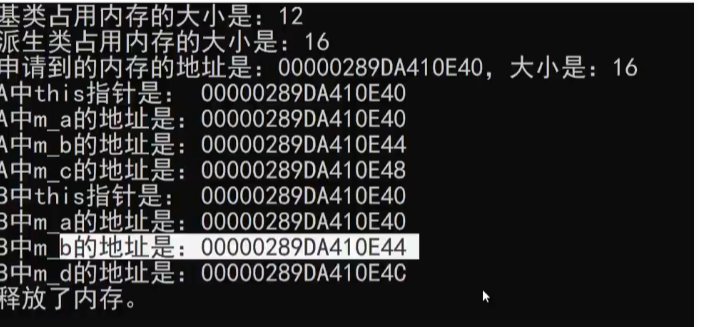 基类占用内存的大小是：12
派生类占用内存的大小是：16
申请到的内存的地址是：00000289DA410E40，大小是：16
A中this指针是： 00000289DA410E40
A中m_a的地址是：00000289DA410E40
A中m_b的地址是：00000289DA410E44
A中m_c的地址是：00000289DA410E48
B中this指针是： 00000289DA410E40
B中m_a的地址是：00000289DA410E40
B中m_b的地址是：00000289DA410E44
B中m_d的地址是：00000289DA410E4C
释放了内存。